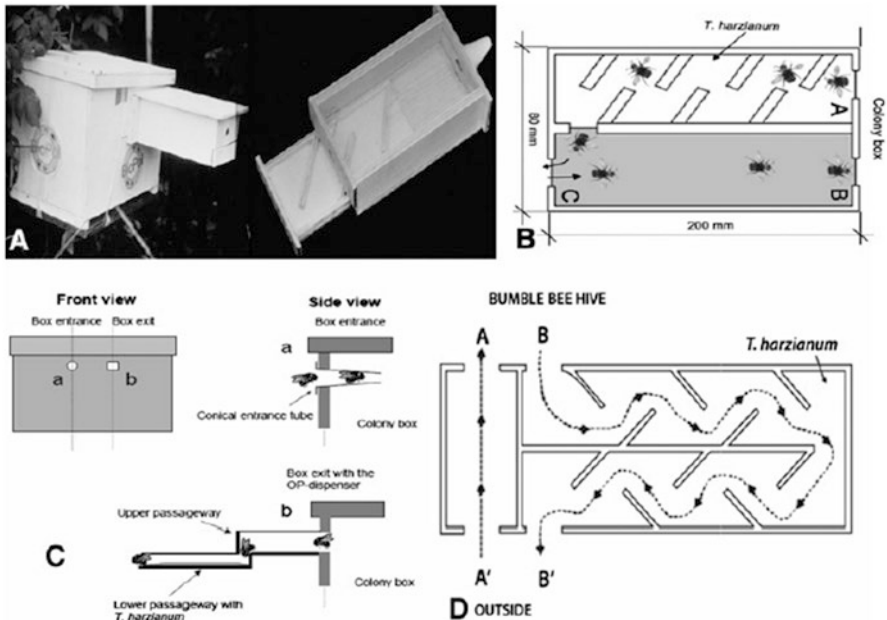 A
T. harzianum
A
B
C
Colony box
80 mm
200 mm
B
Front view
Box entrance
Box exit
a
b
Side view
Box entrance
a
Conical entrance tube
Colony box
Box exit with the
OP-dispenser
b
Upper passageway
Colony box
Lower passageway with
T. harzianum
C
BUMBLE BEE HIVE
A
B
T. harzianum
A'
B'
D OUTSIDE